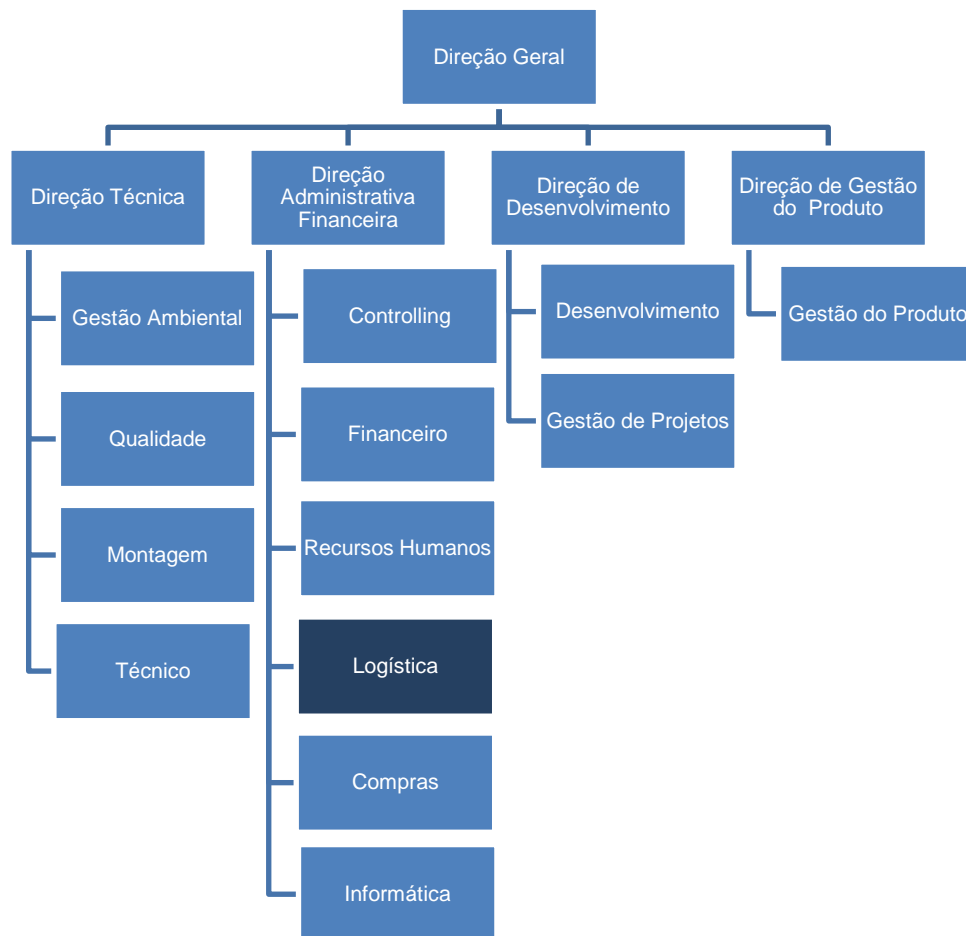 Direção Geral
Direção Técnica
Direção
Administrativa
Financeira
Direção de
Desenvolvimento
Direção de Gestão
do Produto
Gestão Ambiental
Qualidade
Montagem
Técnico
Controlling
Financeiro
Recursos Humanos
Logística
Compras
Informática
Desenvolvimento
Gestão de Projetos
Gestão do Produto